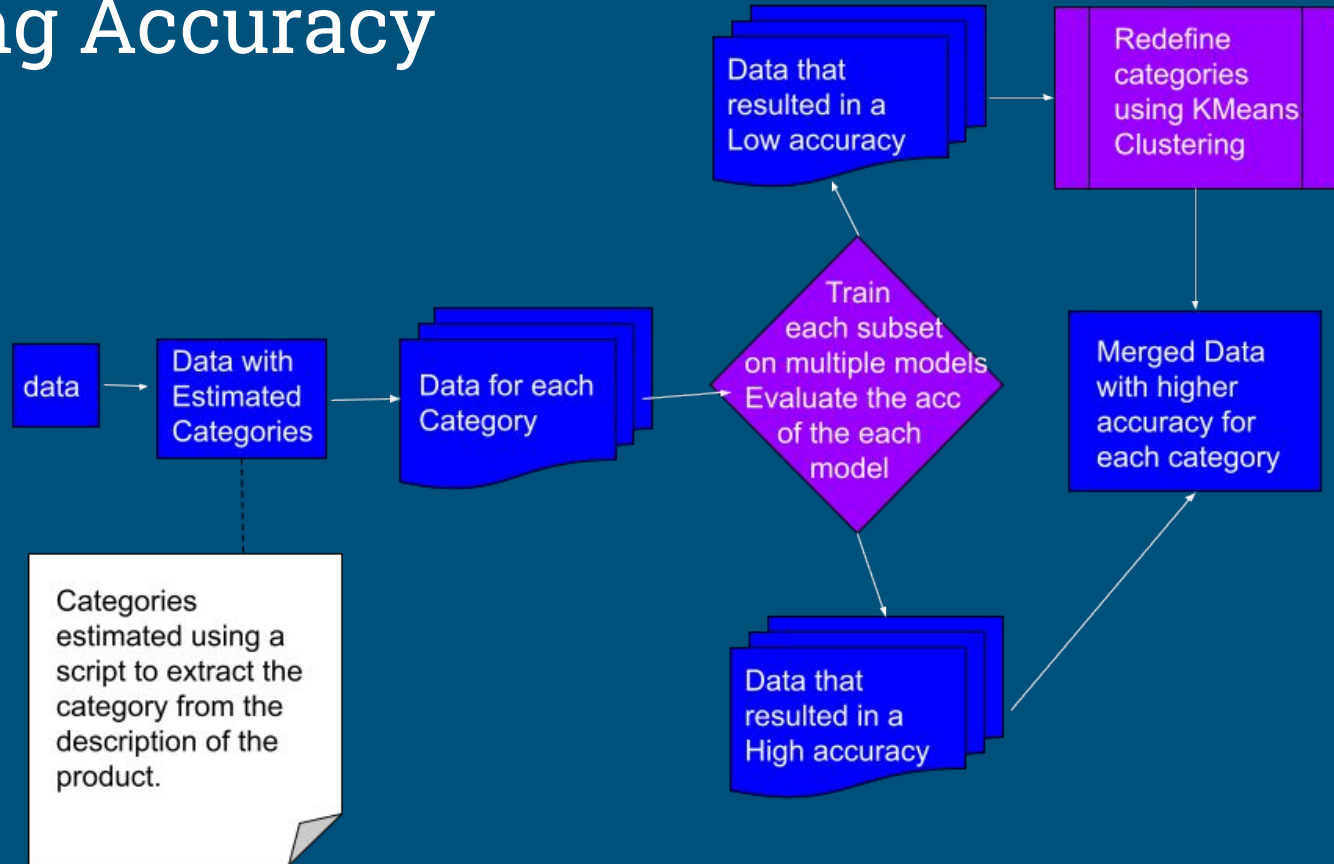 ng Accuracy
data
Data with
Estimated
Categories
Categories
estimated using a
script to extract the
category from the
description of the
product.
Data for each
Category
Train
each subset
on multiple models
Evaluate the acc
of the each
model
Data that
resulted in a
Low accuracy
Redefine
categories
using KMeans
Clustering
Data that
resulted in a
High accuracy
Merged Data
with higher
accuracy for
each category